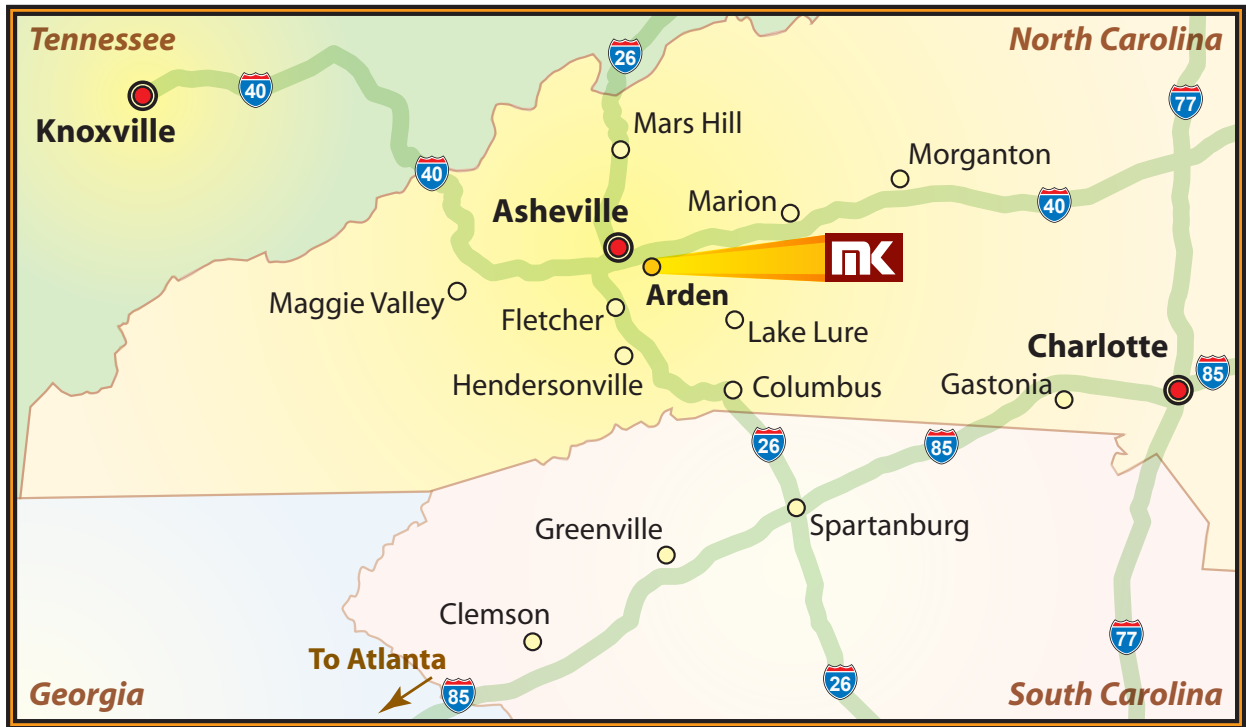 Tennessee
North Carolina
26
40
77
Knoxville
Mars Hill
Morganton
40
Marion
40
Asheville
MK
Arden
Maggie Valley
Fletcher
Lake Lure
Charlotte
Hendersonville
Columbus
Gastonia
85
26
85
Greenville
Spartanburg
Clemson
77
To Atlanta
85
26
Georgia
South Carolina